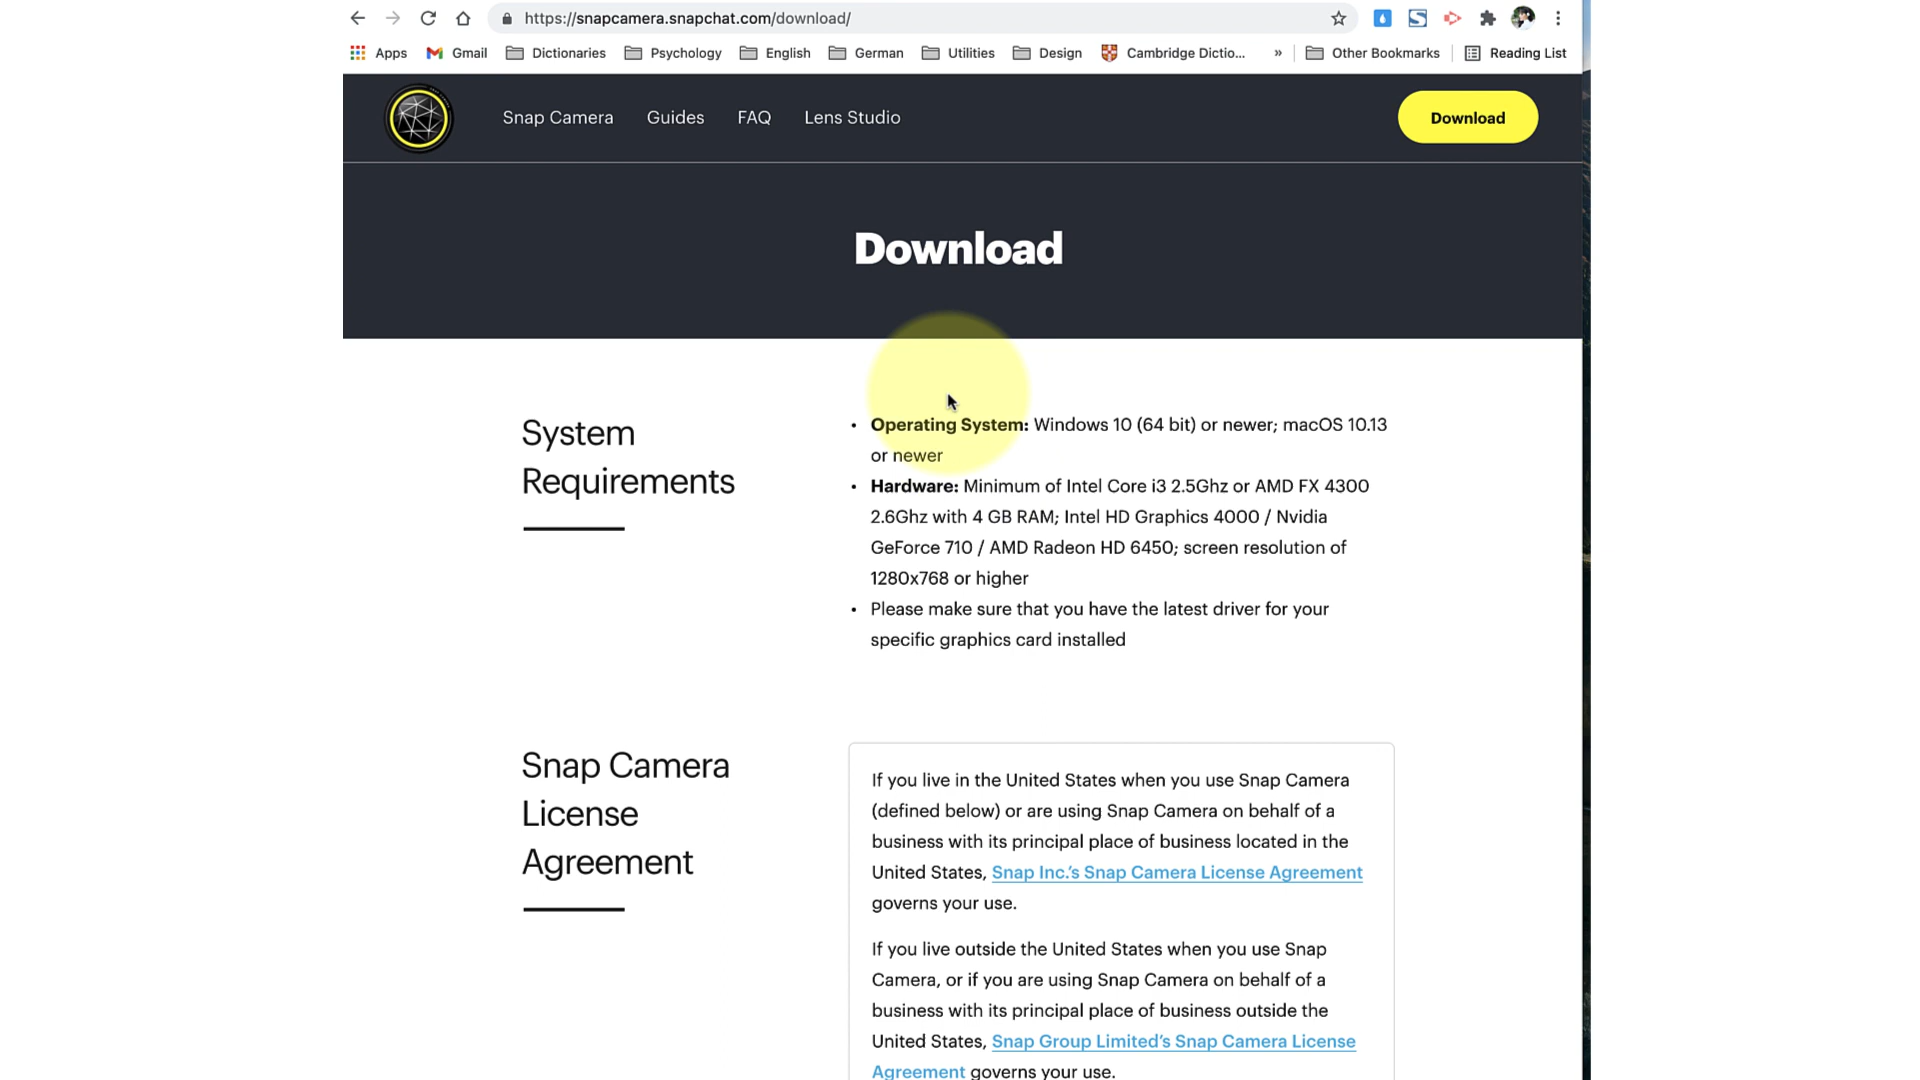 https://snapcamera.snapchat.com/download/
Apps Gmail Dictionaries Psychology English German Utilities Design Cambridge Dictio... » Other Bookmarks Reading List
Snap Camera Guides FAQ Lens Studio Download
Download
System
Requirements
• Operating System: Windows 10 (64 bit) or newer; macOS 10.13
or newer
• Hardware: Minimum of Intel Core i3 2.5Ghz or AMD FX 4300
2.6Ghz with 4 GB RAM; Intel HD Graphics 4000 / Nvidia
GeForce 710 / AMD Radeon HD 6450; screen resolution of
1280x768 or higher
• Please make sure that you have the latest driver for your
specific graphics card installed
Snap Camera
License
Agreement
If you live in the United States when you use Snap Camera
(defined below) or are using Snap Camera on behalf of a
business with its principal place of business located in the
United States, Snap Inc.'s Snap Camera License Agreement
governs your use.
If you live outside the United States when you use Snap
Camera, or if you are using Snap Camera on behalf of a
business with its principal place of business outside the
United States, Snap Group Limited's Snap Camera License
Agreement governs your use.